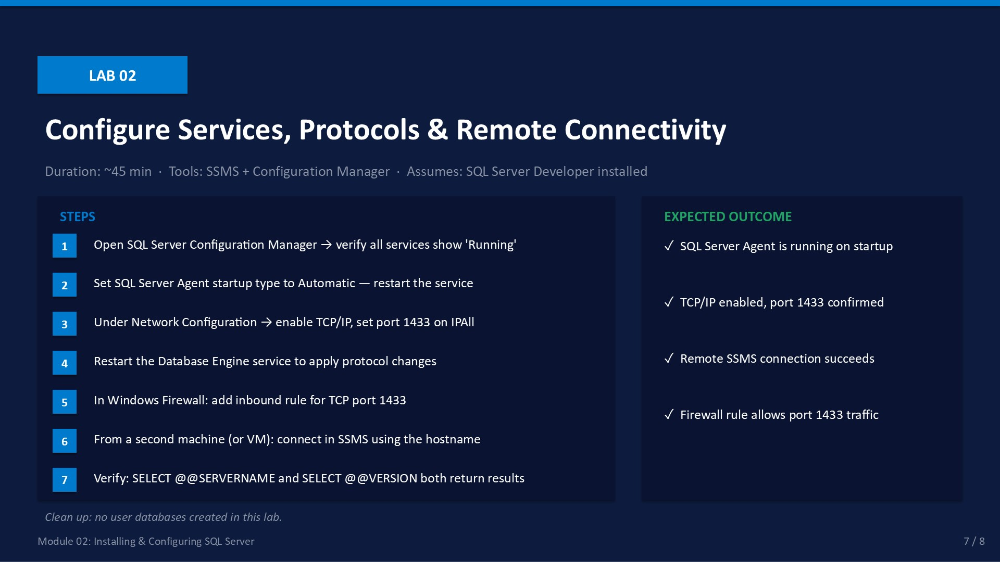 LAB 02
Configure Services, Protocols & Remote Connectivity
Duration: ~45 min · Tools: SSMS + Configuration Manager · Assumes: SQL Server Developer installed
STEPS
1 Open SQL Server Configuration Manager → verify all services show 'Running'
2 Set SQL Server Agent startup type to Automatic — restart the service
3 Under Network Configuration → enable TCP/IP, set port 1433 on IPAll
4 Restart the Database Engine service to apply protocol changes
5 In Windows Firewall: add inbound rule for TCP port 1433
6 From a second machine (or VM): connect in SSMS using the hostname
7 Verify: SELECT @@SERVERNAME and SELECT @@VERSION both return results
EXPECTED OUTCOME
✓ SQL Server Agent is running on startup
✓ TCP/IP enabled, port 1433 confirmed
✓ Remote SSMS connection succeeds
✓ Firewall rule allows port 1433 traffic
Clean up: no user databases created in this lab.
Module 02: Installing & Configuring SQL Server
7 / 8